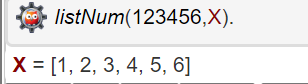 listNum(123456,X).
X = [1, 2, 3, 4, 5, 6]